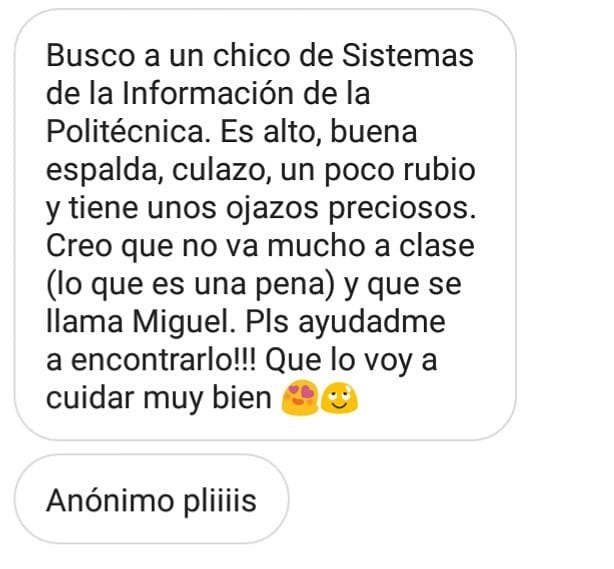 Busco a un chico de Sistemas
de la Información de la
Politécnica. Es alto, buena
espalda, culazo, un poco rubio
y tiene unos ojazos preciosos.
Creo que no va mucho a clase
(lo que es una pena) y que se
llama Miguel. Pls ayudadme
a encontrarlo!!! Que lo voy a
cuidar muy bien 😍😌
Anónimo pliiiis